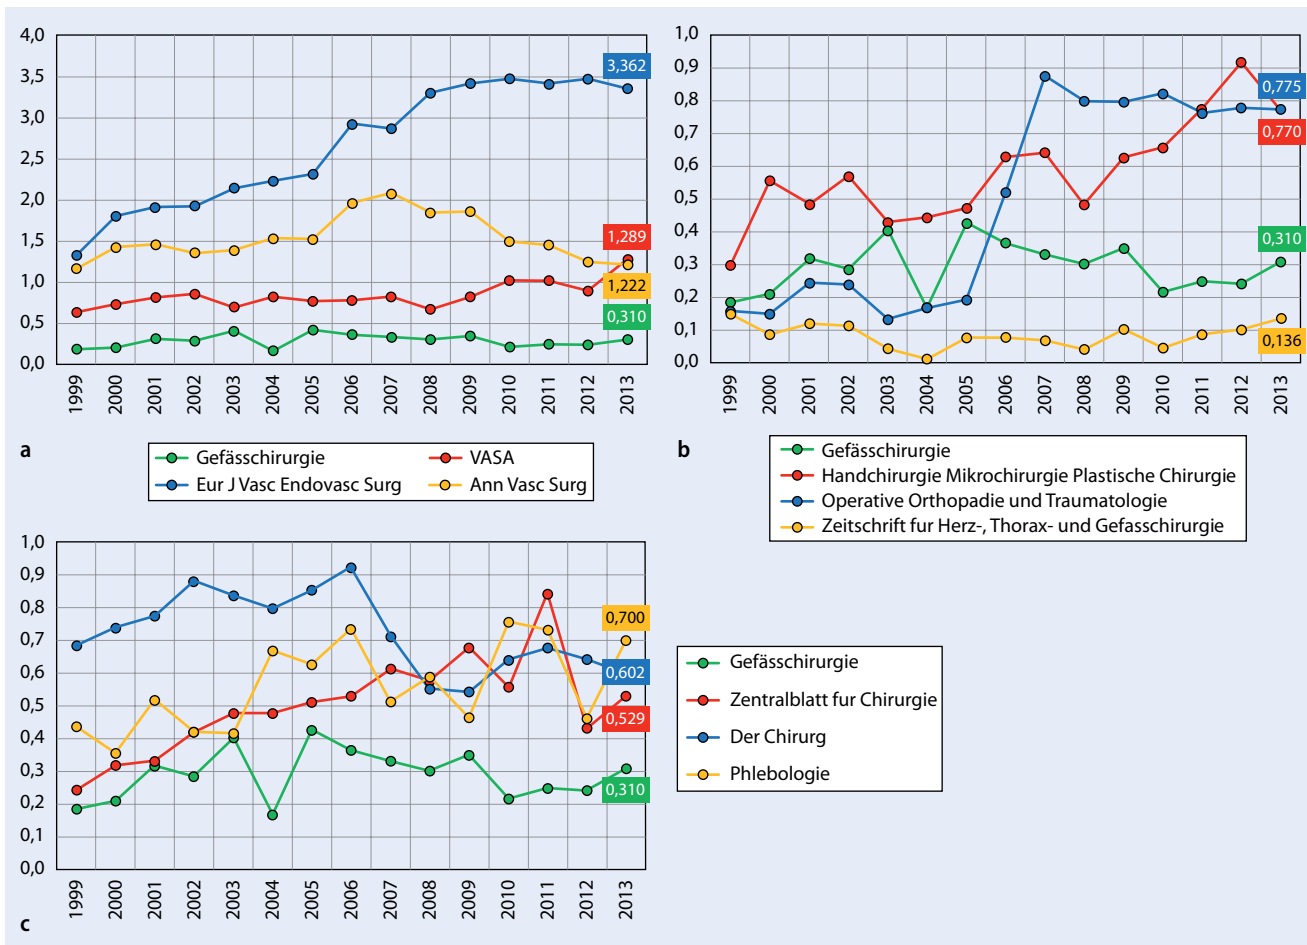 4,0
3,5
3,0
2,5
2,0
1,5
1,0
0,5
0,0
3,362
1,289
1,222
0,310
1999 2000 2001 2002 2003 2004 2005 2006 2007 2008 2009 2010 2011 2012 2013
a
Gefässchirurgie VASA
Eur J Vasc Endovasc Surg Ann Vasc Surg
1,0
0,9
0,8
0,7
0,6
0,5
0,4
0,3
0,2
0,1
0,0
0,775
0,770
0,310
0,136
1999 2000 2001 2002 2003 2004 2005 2006 2007 2008 2009 2010 2011 2012 2013
b
Gefässchirurgie
Handchirurgie Mikrochirurgie Plastische Chirurgie
Operative Orthopadie und Traumatologie
Zeitschrift fur Herz-, Thorax- und Gefasschirurgie
1,0
0,9
0,8
0,7
0,6
0,5
0,4
0,3
0,2
0,1
0,0
0,700
0,602
0,529
0,310
1999 2000 2001 2002 2003 2004 2005 2006 2007 2008 2009 2010 2011 2012 2013
c
Gefässchirurgie
Zentralblatt fur Chirurgie
Der Chirurg
Phlebologie